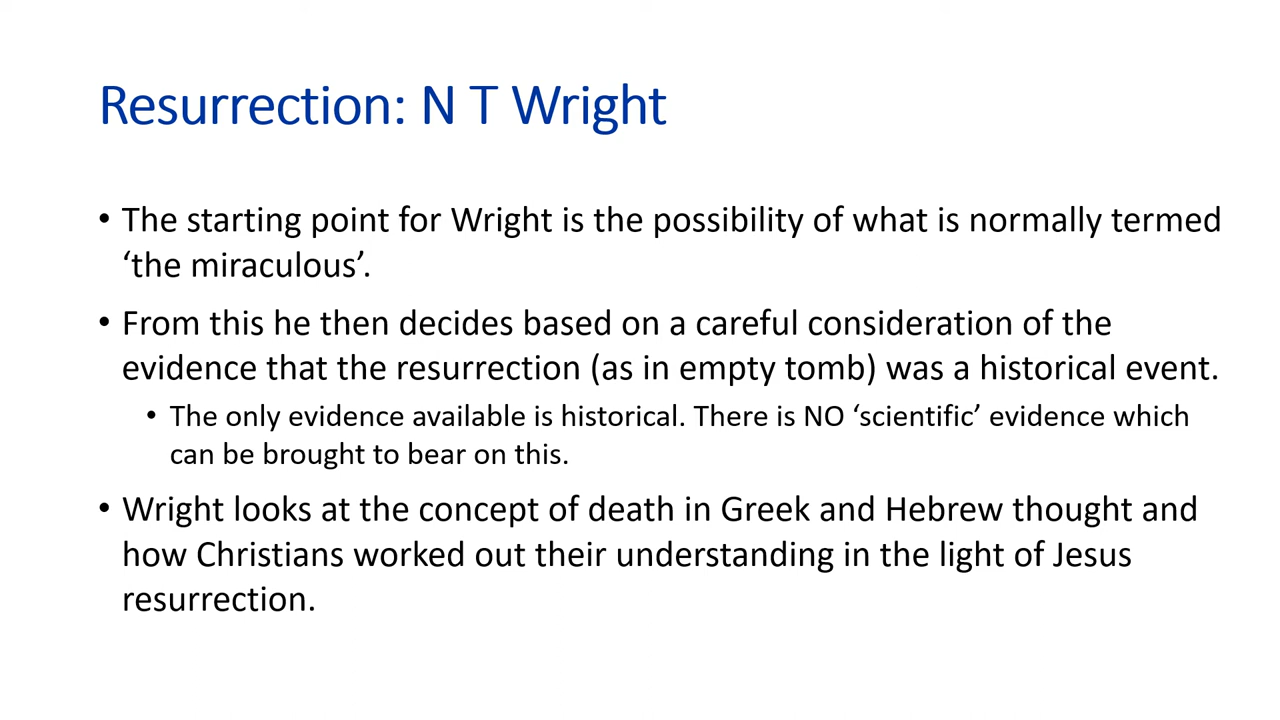 Resurrection: N T Wright
• The starting point for Wright is the possibility of what is normally termed
‘the miraculous’.
• From this he then decides based on a careful consideration of the
evidence that the resurrection (as in empty tomb) was a historical event.
• The only evidence available is historical. There is NO ‘scientific’ evidence which
can be brought to bear on this.
• Wright looks at the concept of death in Greek and Hebrew thought and
how Christians worked out their understanding in the light of Jesus
resurrection.